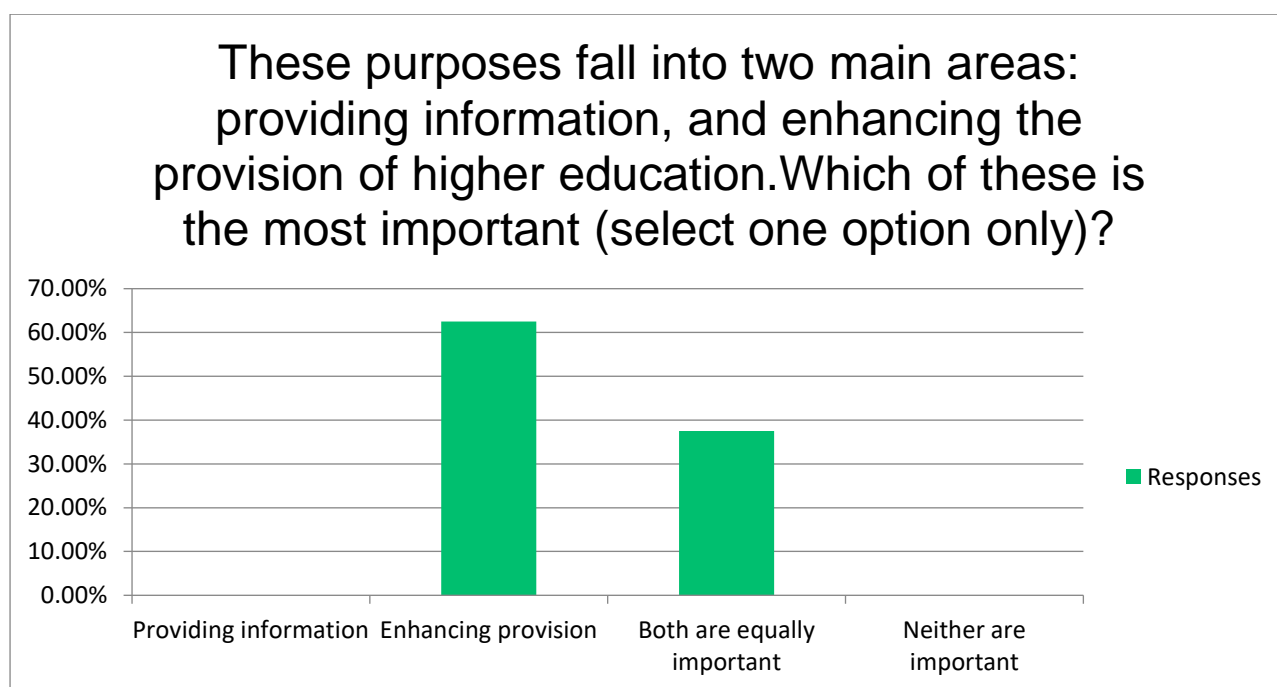 These purposes fall into two main areas:
providing information, and enhancing the
provision of higher education.Which of these is
the most important (select one option only)?
70.00%
60.00%
50.00%
40.00%
30.00%
20.00%
10.00%
0.00%
Responses
Providing information
Enhancing provision
Both are equally
important
Neither are
important